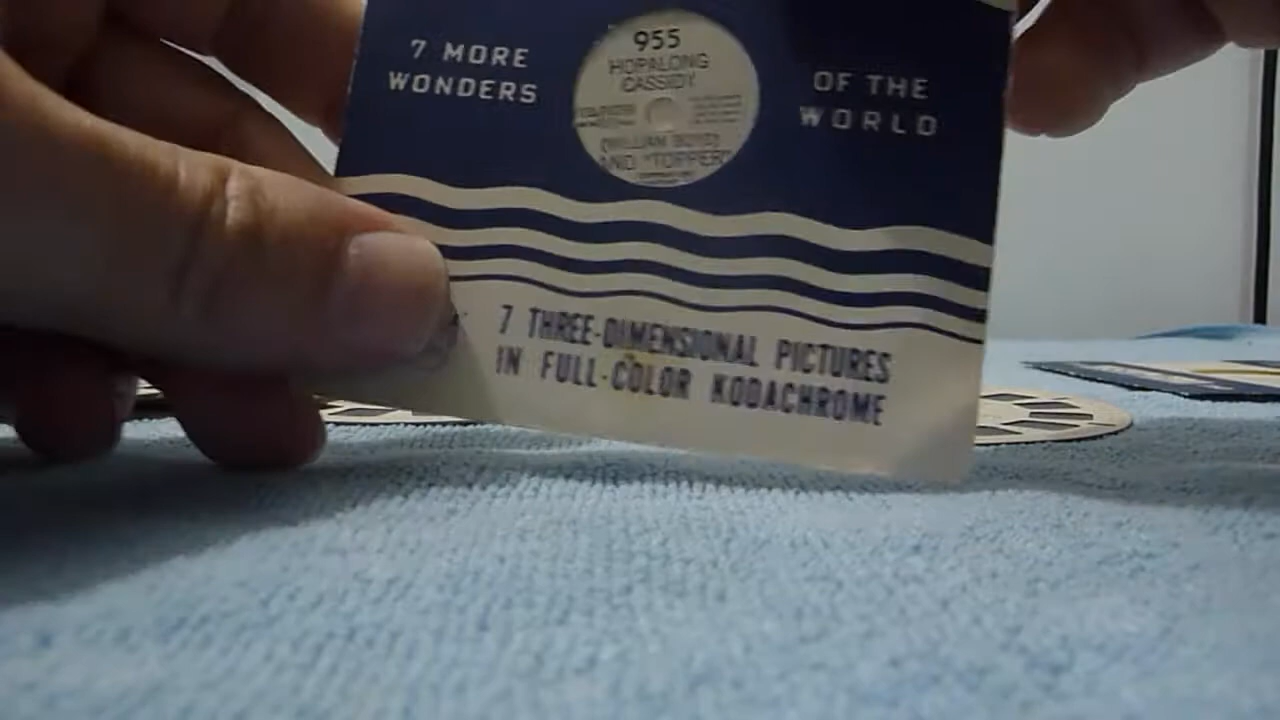 7 MORE
WONDERS
955
HOPALONG
CASSIDY
(WILLIAM BOYD)
AND "TOPPER"
OF THE
WORLD
7 THREE-DIMENSIONAL PICTURES
IN FULL-COLOR KODACHROME